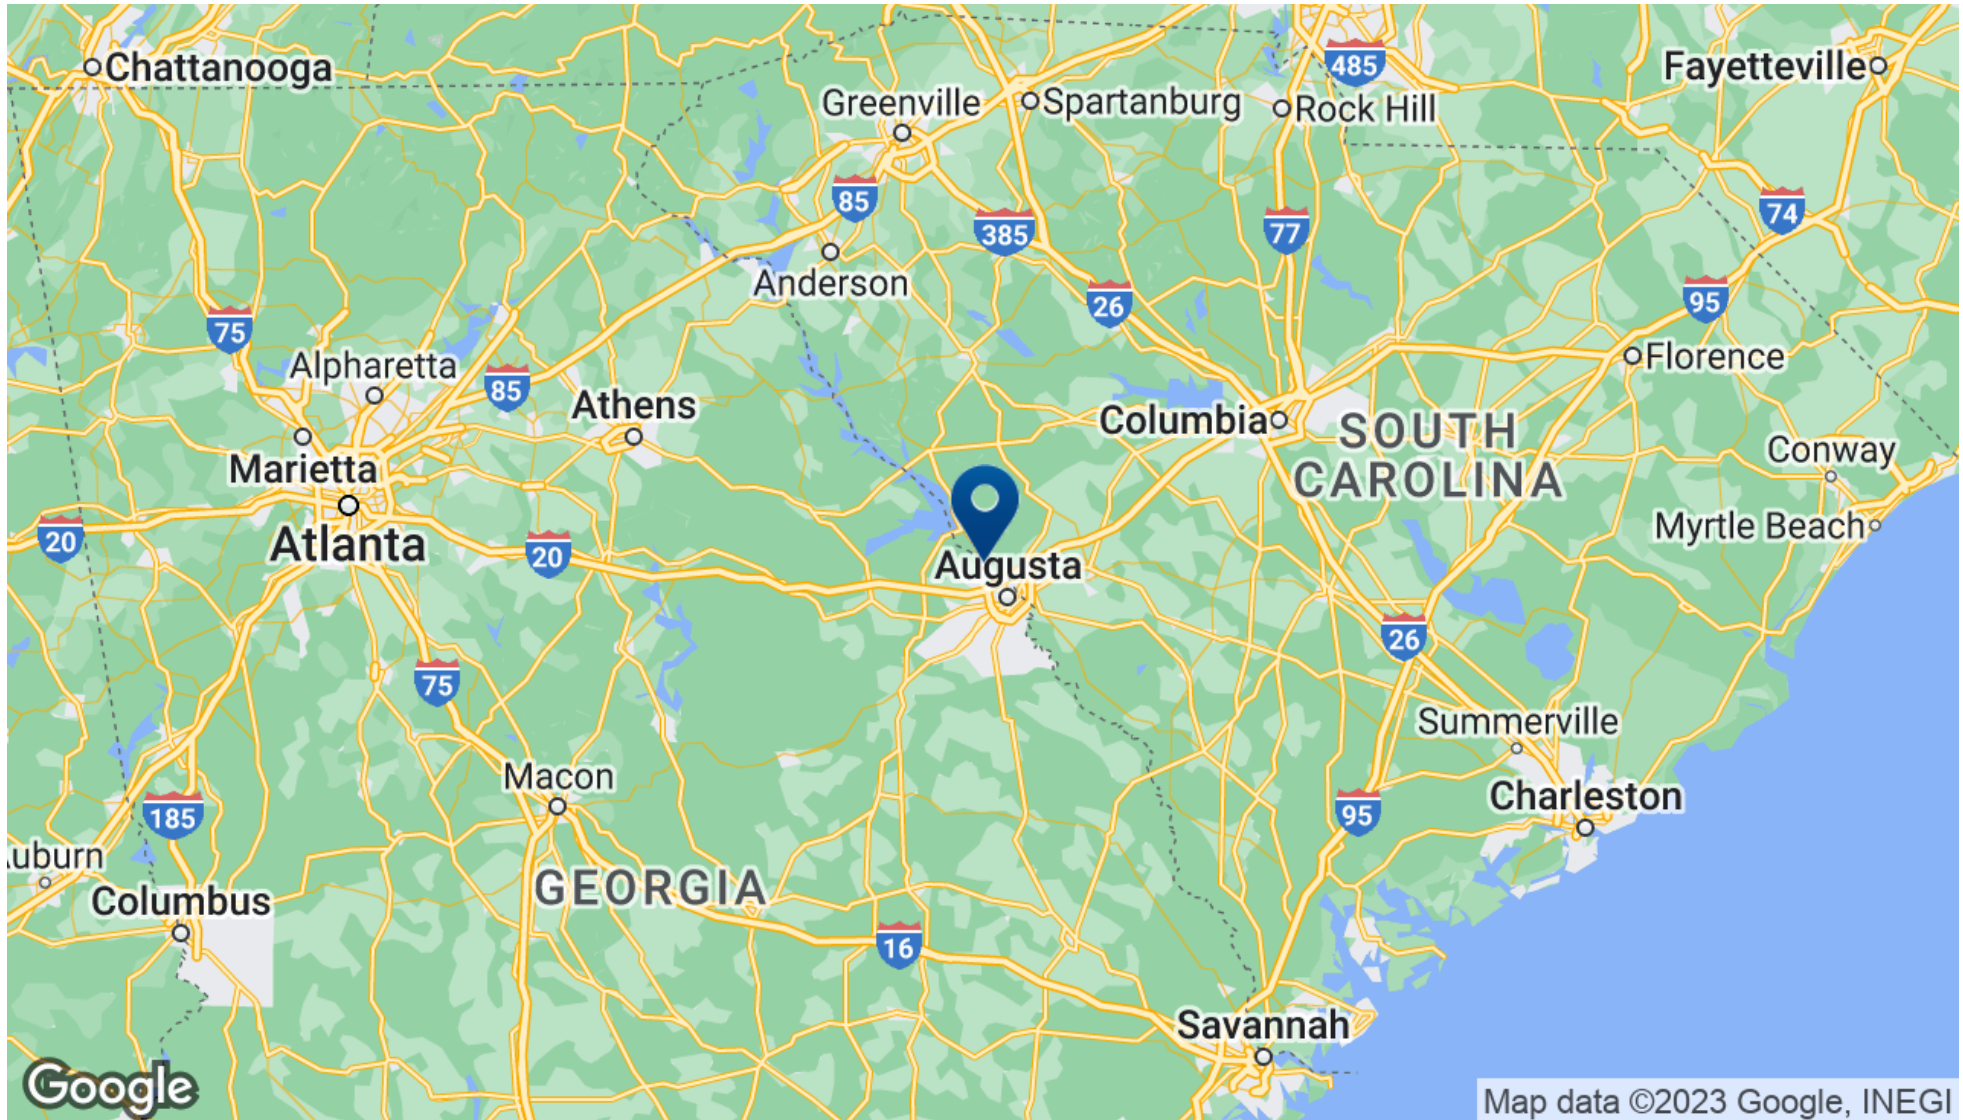 Chattanooga
485
Fayetteville
Greenville
Spartanburg
Rock Hill
85
385
77
74
Anderson
26
95
75
Alpharetta
85
Athens
Florence
Columbia
SOUTH
CAROLINA
Conway
Marietta
Myrtle Beach
20
Atlanta
20
Augusta
26
75
Summerville
Macon
Charleston
185
95
uburn
GEORGIA
Columbus
16
Savannah
Google
Map data ©2023 Google, INEGI